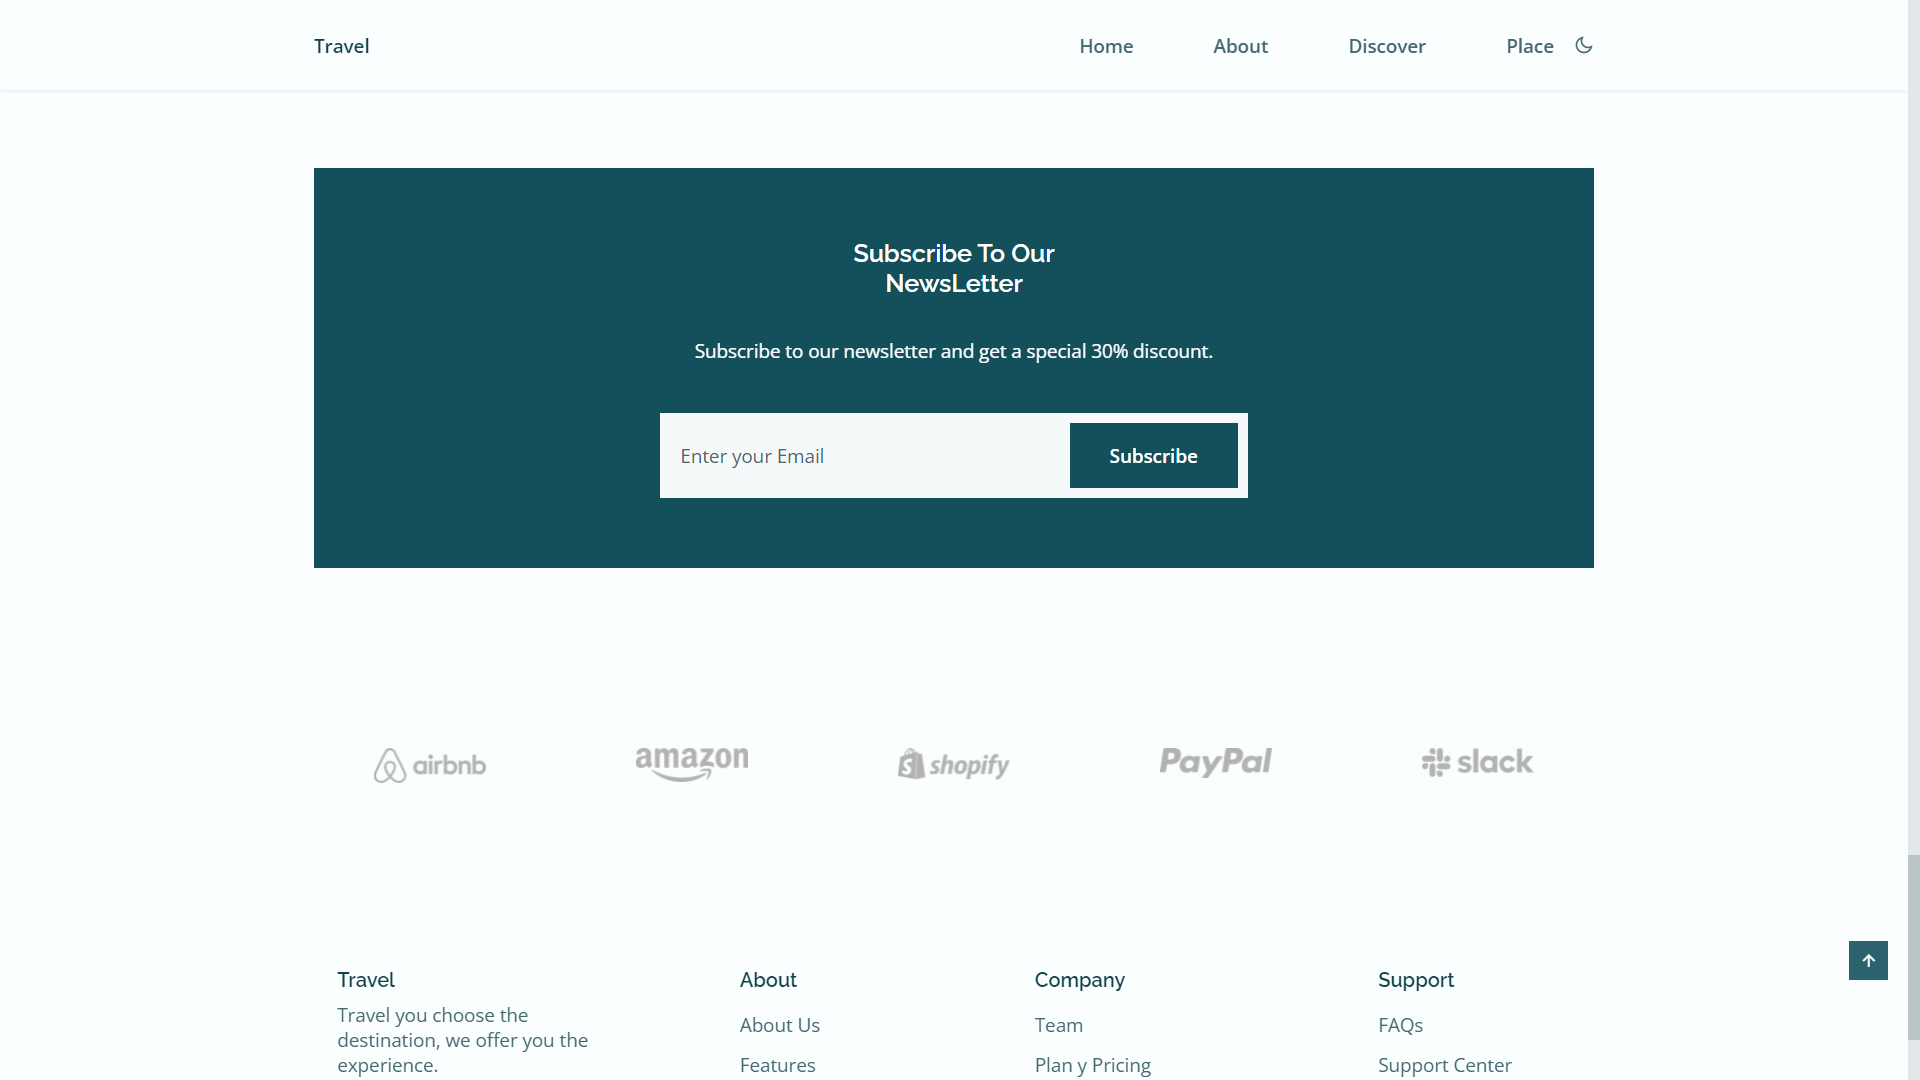 Travel
Home
About
Discover
Place
Subscribe To Our
NewsLetter
Subscribe to our newsletter and get a special 30% discount.
Enter your Email
Subscribe
airbnb
amazon
shopify
PayPal
slack
Travel
Travel you choose the
destination, we offer you the
experience.
About
About Us
Features
Company
Team
Plan y Pricing
Support
FAQs
Support Center